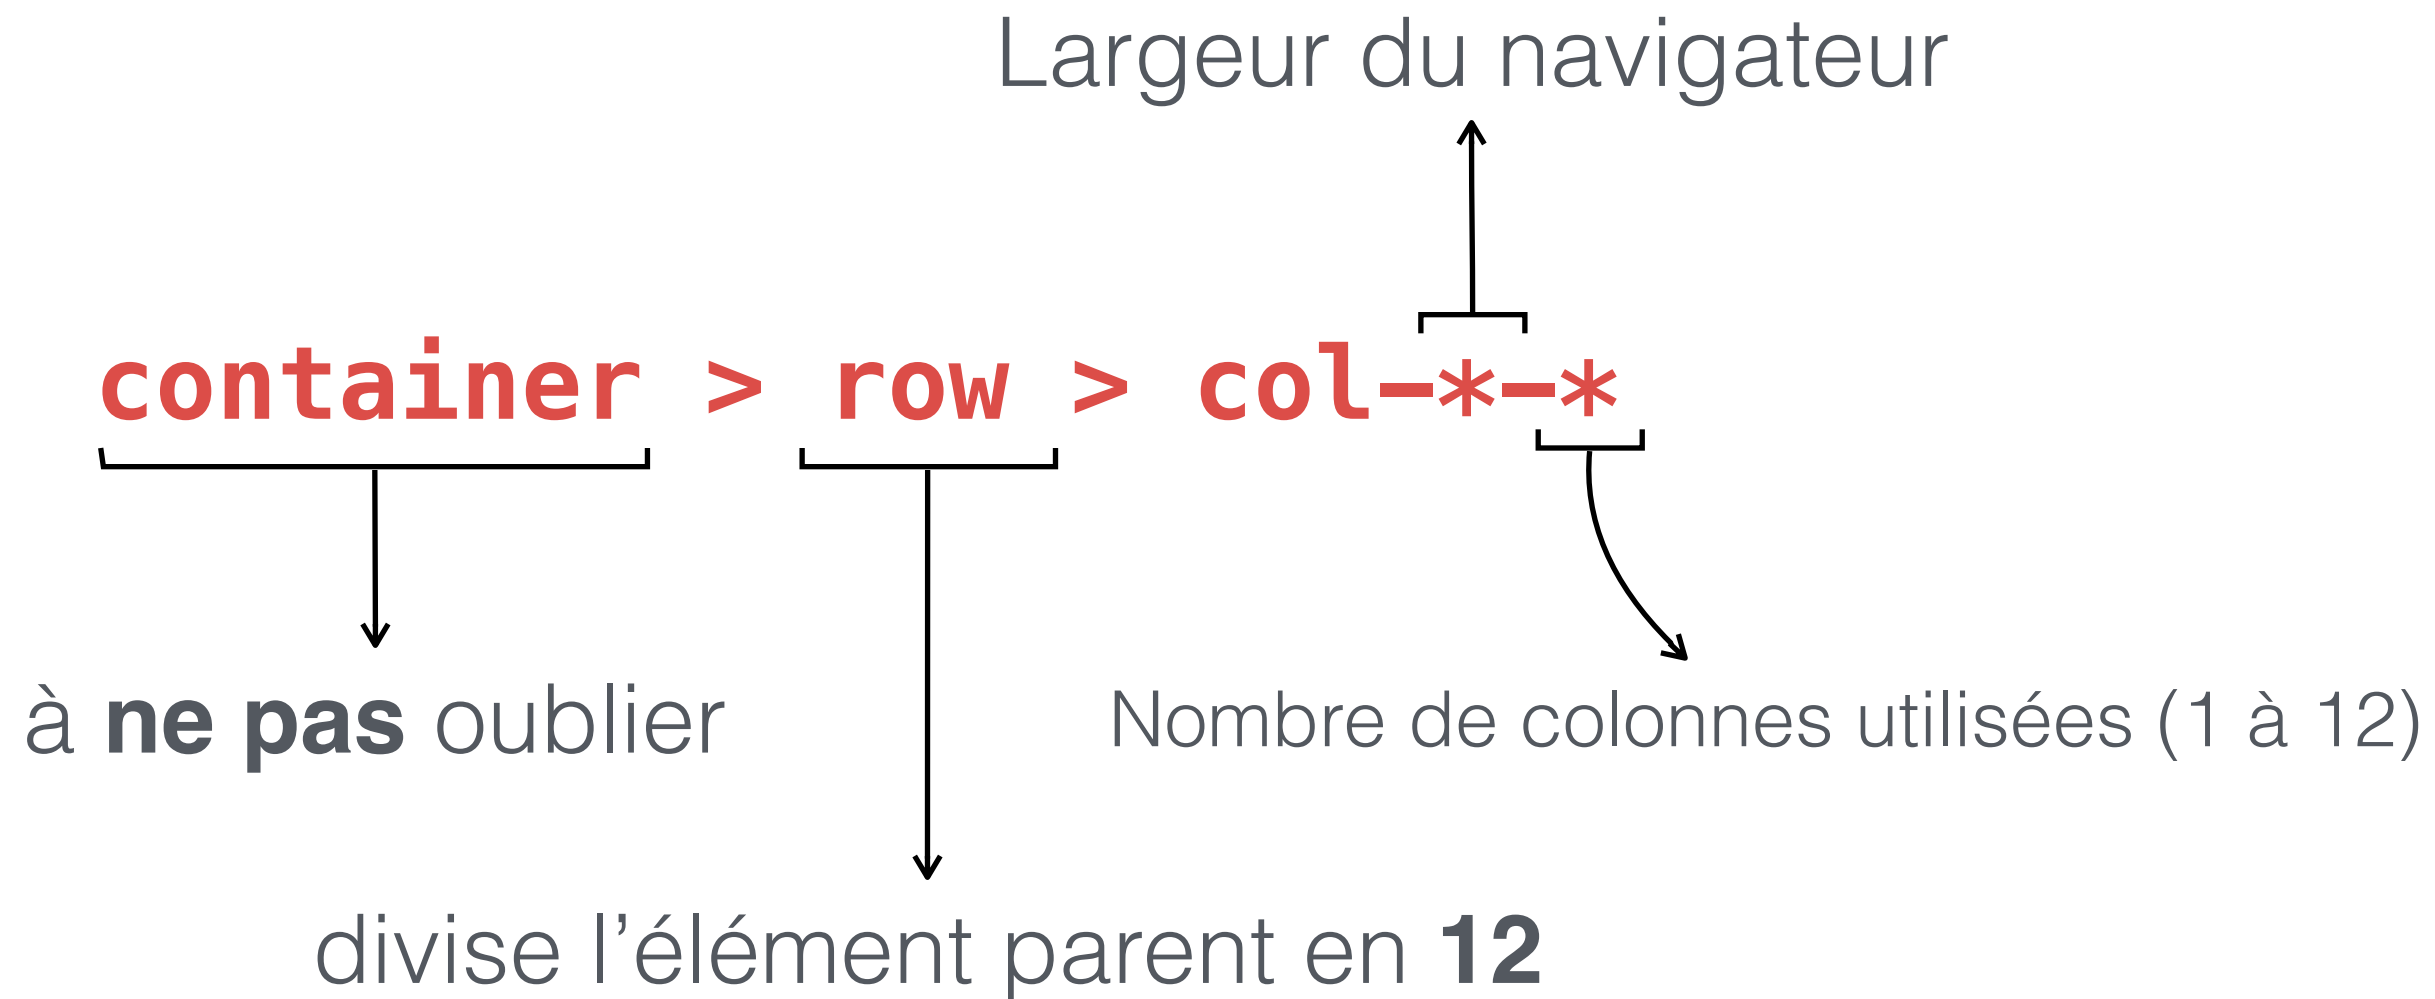 Largeur du navigateur
container > row > col-*-*
à ne pas oublier
Nombre de colonnes utilisées (1 à 12)
divise l’élément parent en 12